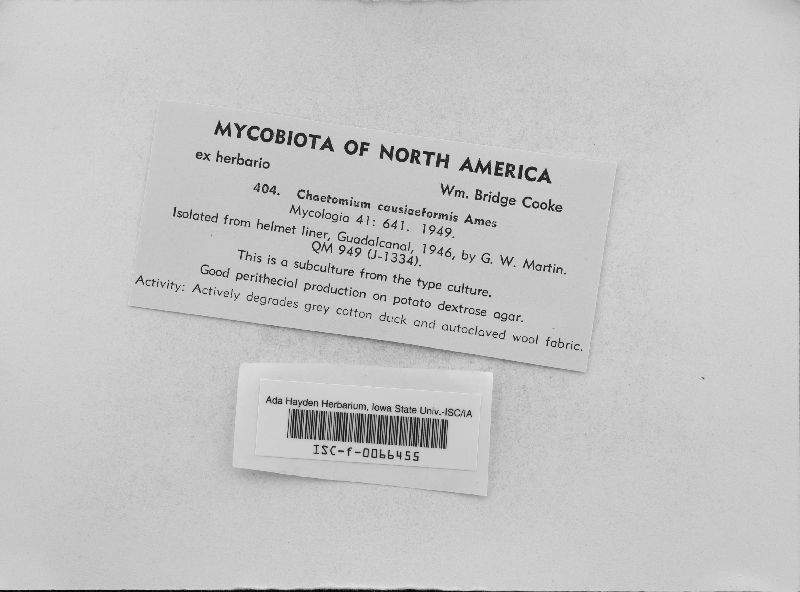 MYCOBIOTA OF NORTH AMERICA
ex herbario
Wm. Bridge Cooke
404. Chaetomium causiaeformis Ames
Mycologia 41: 641. 1949.
Isolated from helmet liner, Guadalcanal, 1946, by G. W. Martin.
QM 949 (J-1334).
This is a subculture from the type culture.
Good perithecial production on potato dextrose agar.
Activity: Actively degrades grey cotton duck and autoclaved wool fabric.
Ada Hayden Herbarium, Iowa State Univ.-ISC/IA
ISC-f-0066455